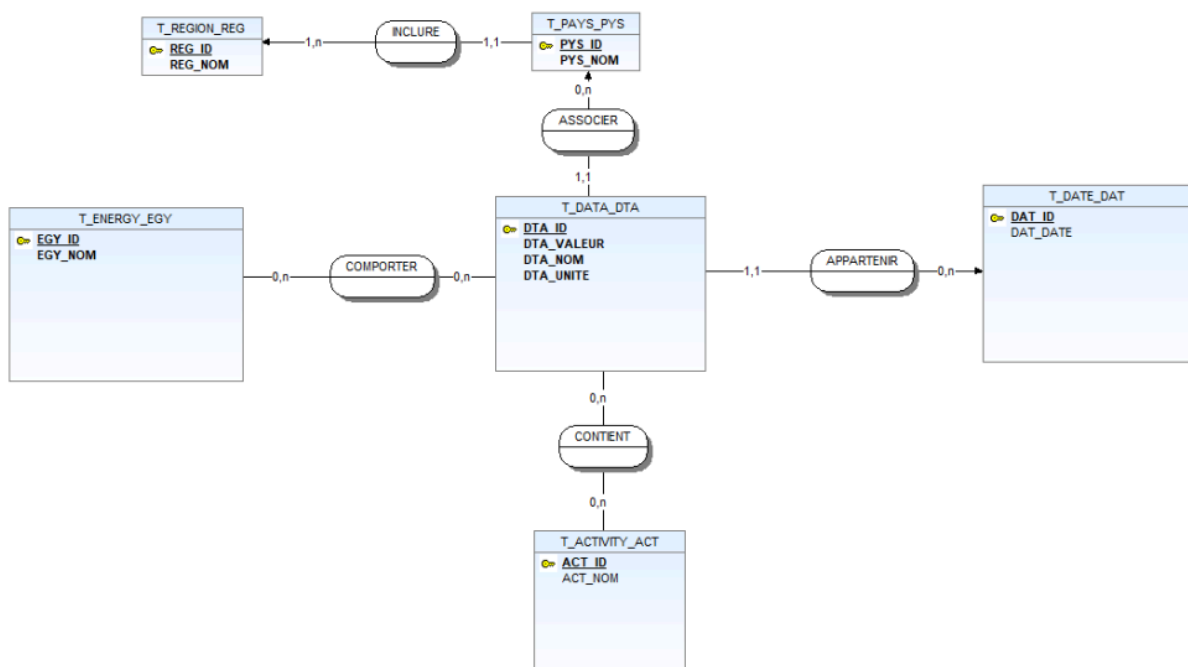 T_REGION_REG
REG_ID
REG_NOM
1,n
INCLURE
1,1
T_PAYS_PYS
PYS_ID
PYS_NOM
0,n
ASSOCIER
1,1
T_ENERGY_EGY
EGY_ID
EGY_NOM
0,n
COMPORTER
0,n
T_DATA_DTA
DTA_ID
DTA_VALEUR
DTA_NOM
DTA_UNITE
1,1
APPARTENIR
0,n
T_DATE_DAT
DAT_ID
DAT_DATE
0,n
CONTIENT
0,n
T_ACTIVITY_ACT
ACT_ID
ACT_NOM